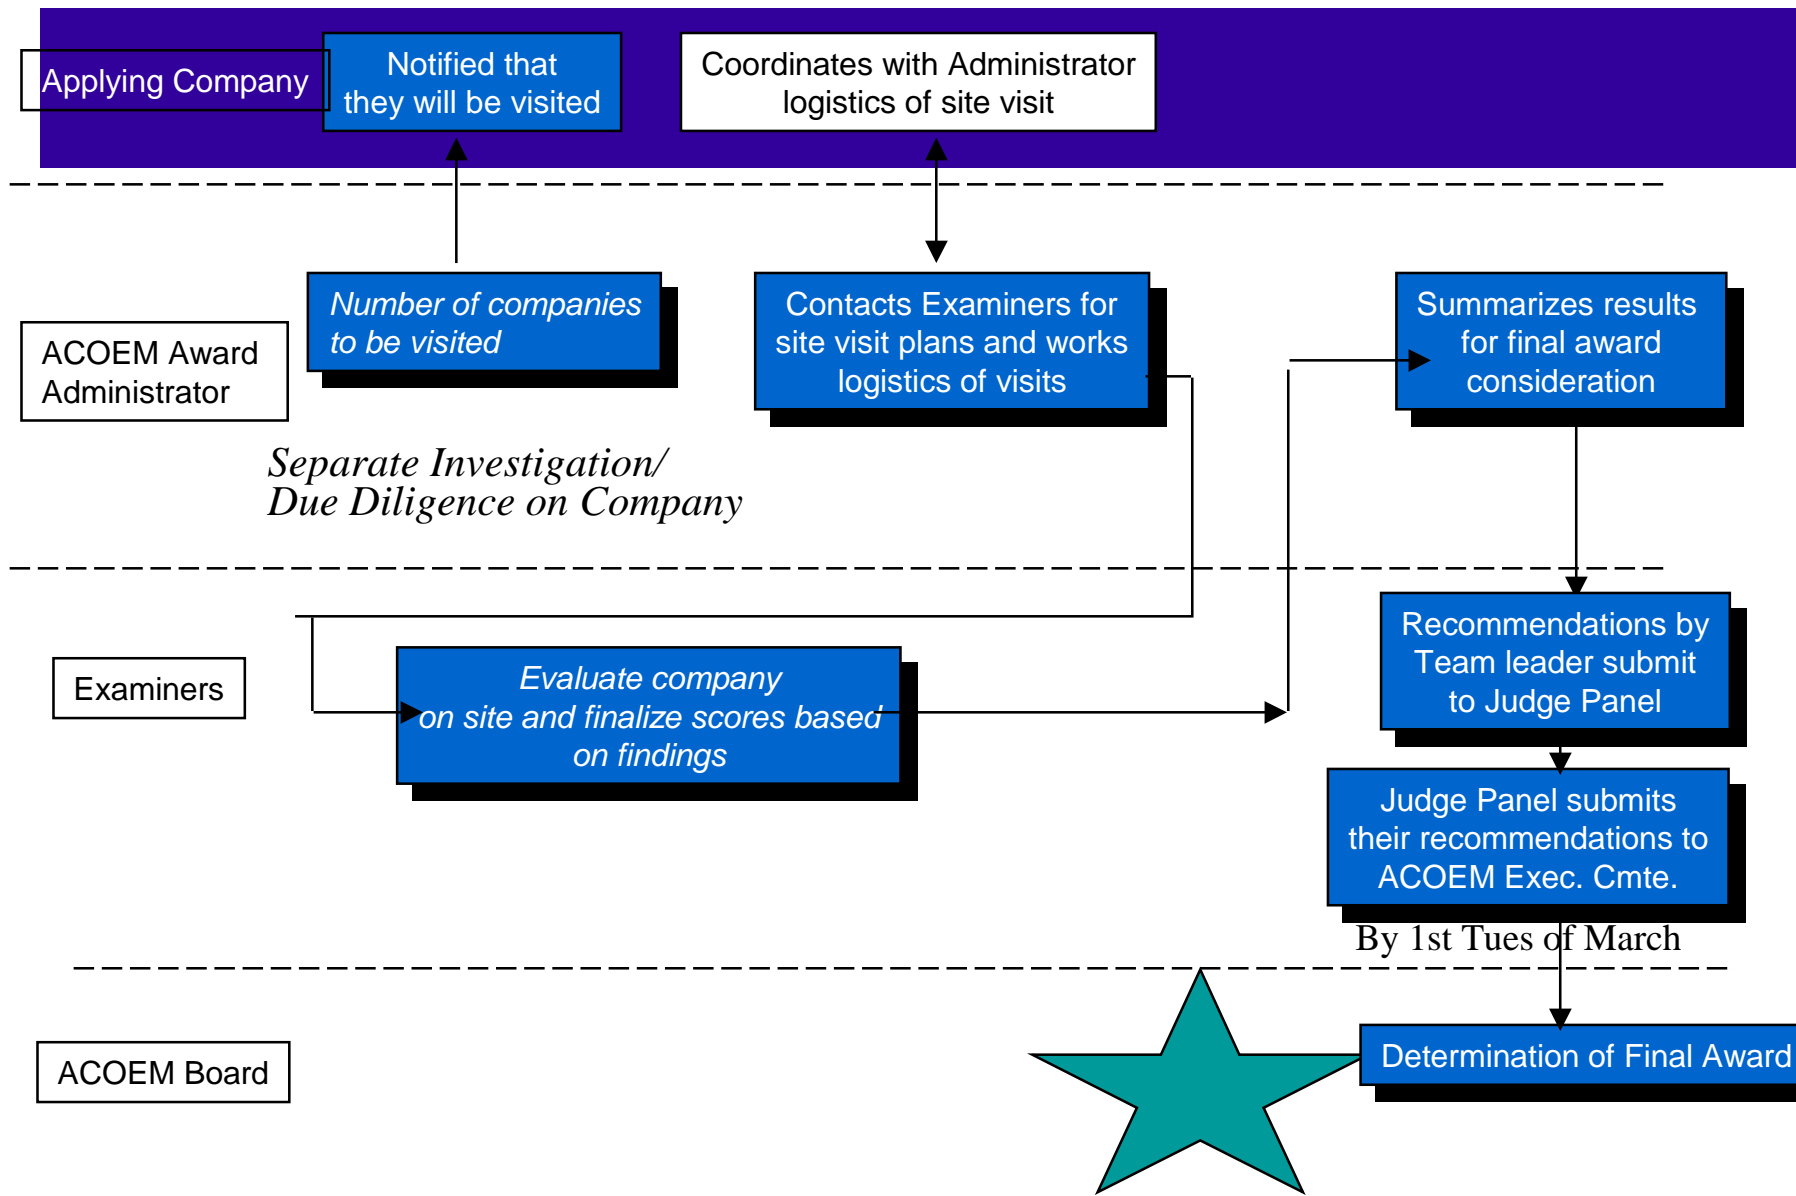 Applying Company
Notified that
they will be visited
Coordinates with Administrator
logistics of site visit
ACOEM Award
Administrator
Number of companies
to be visited
Contacts Examiners for
site visit plans and works
logistics of visits
Summarizes results
for final award
consideration
Separate Investigation/
Due Diligence on Company
Examiners
Evaluate company
on site and finalize scores based
on findings
Recommendations by
Team leader submit
to Judge Panel
Judge Panel submits
their recommendations to
ACOEM Exec. Cmte.
By 1st Tues of March
ACOEM Board
Determination of Final Award